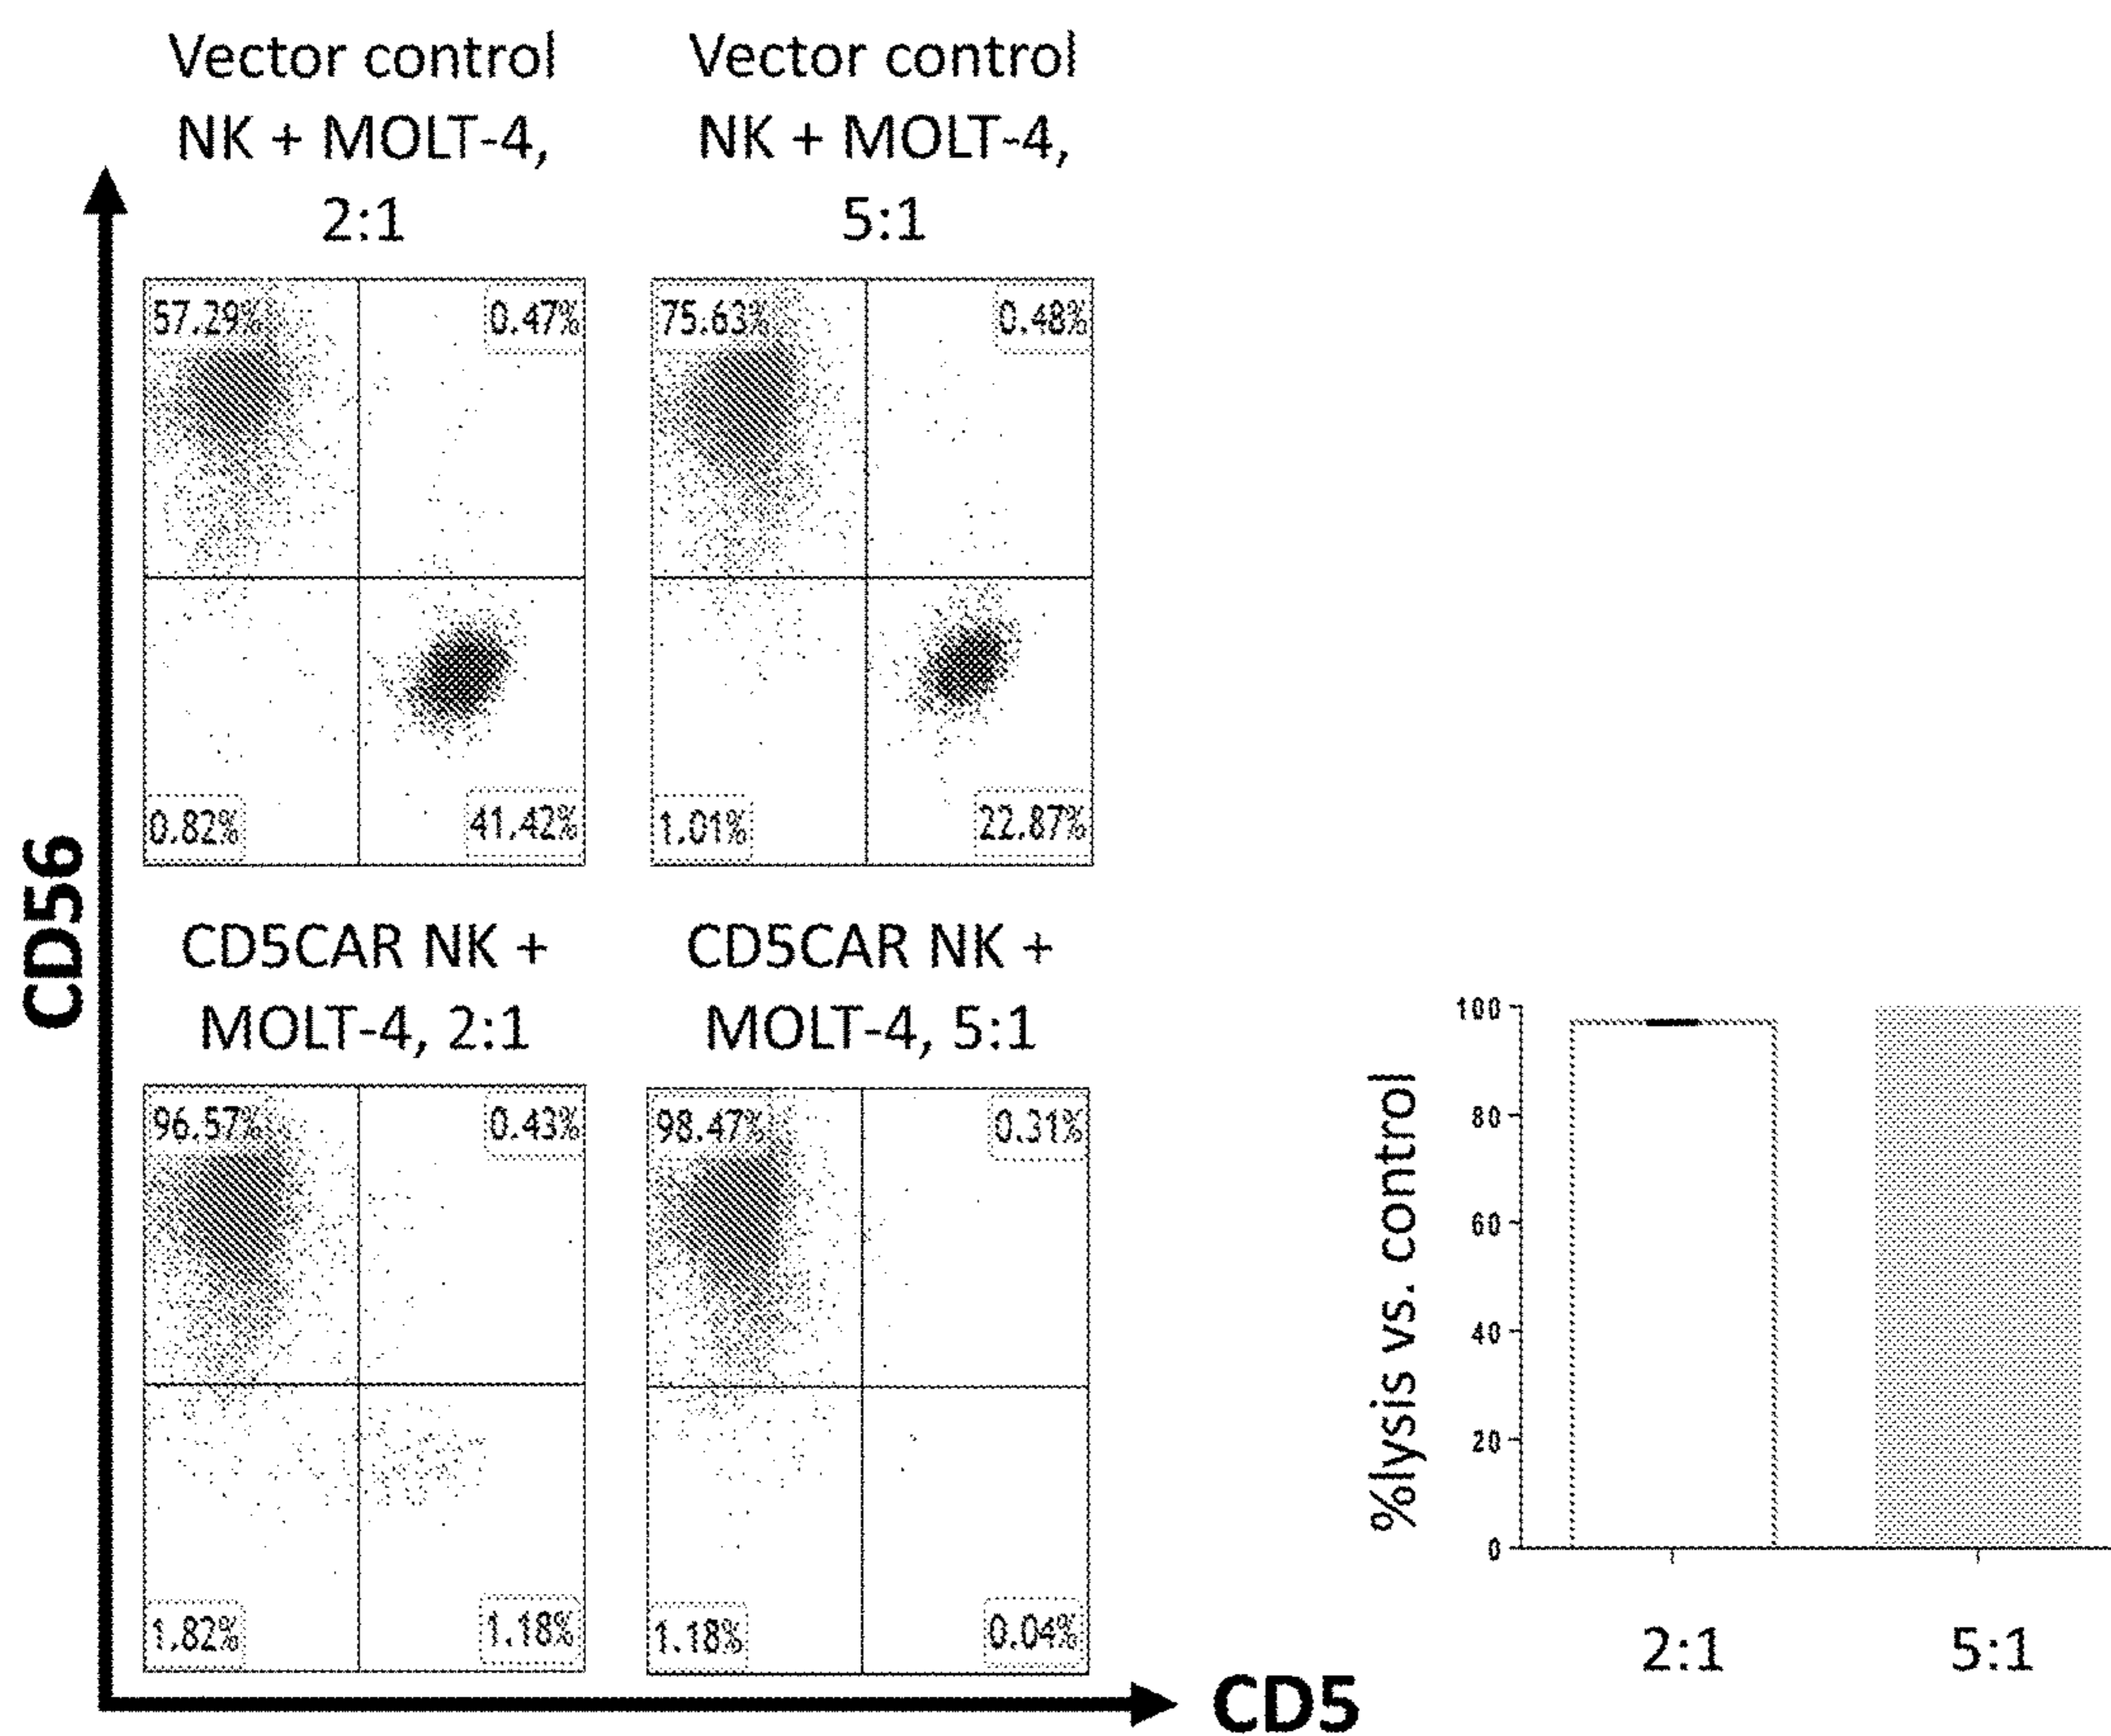 Vector control
NK + MOLT-4,
2:1
Vector control
NK + MOLT-4,
5:1
57.29%
0.47%
0.82%
41.42%
75.63%
0.48%
1.01%
22.87%
CD56
CD5CAR NK +
MOLT-4, 2:1
CD5CAR NK +
MOLT-4, 5:1
96.57%
0.43%
1.82%
1.18%
98.47%
0.31%
1.18%
0.04%
CD5
%lysis vs. control
100
80
60
40
20
0
2:1
5:1